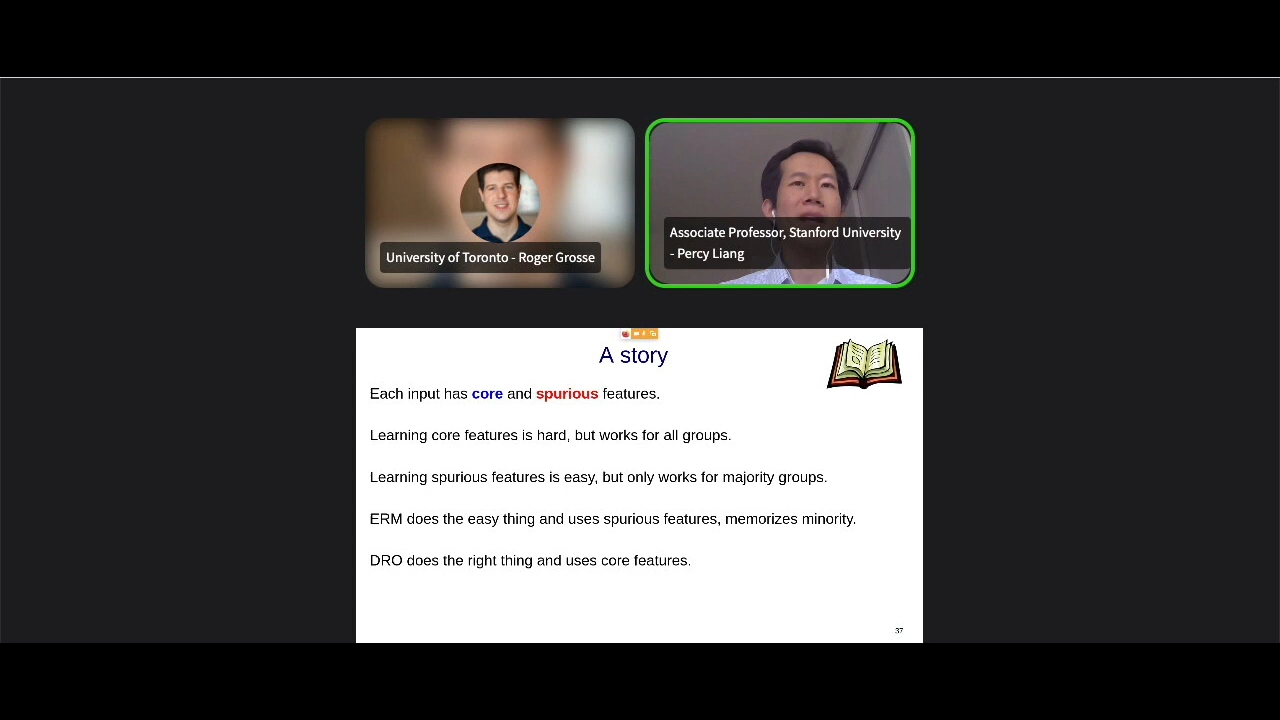 University of Toronto - Roger Grosse
Associate Professor, Stanford University
- Percy Liang
A story
Each input has core and spurious features.
Learning core features is hard, but works for all groups.
Learning spurious features is easy, but only works for majority groups.
ERM does the easy thing and uses spurious features, memorizes minority.
DRO does the right thing and uses core features.
37